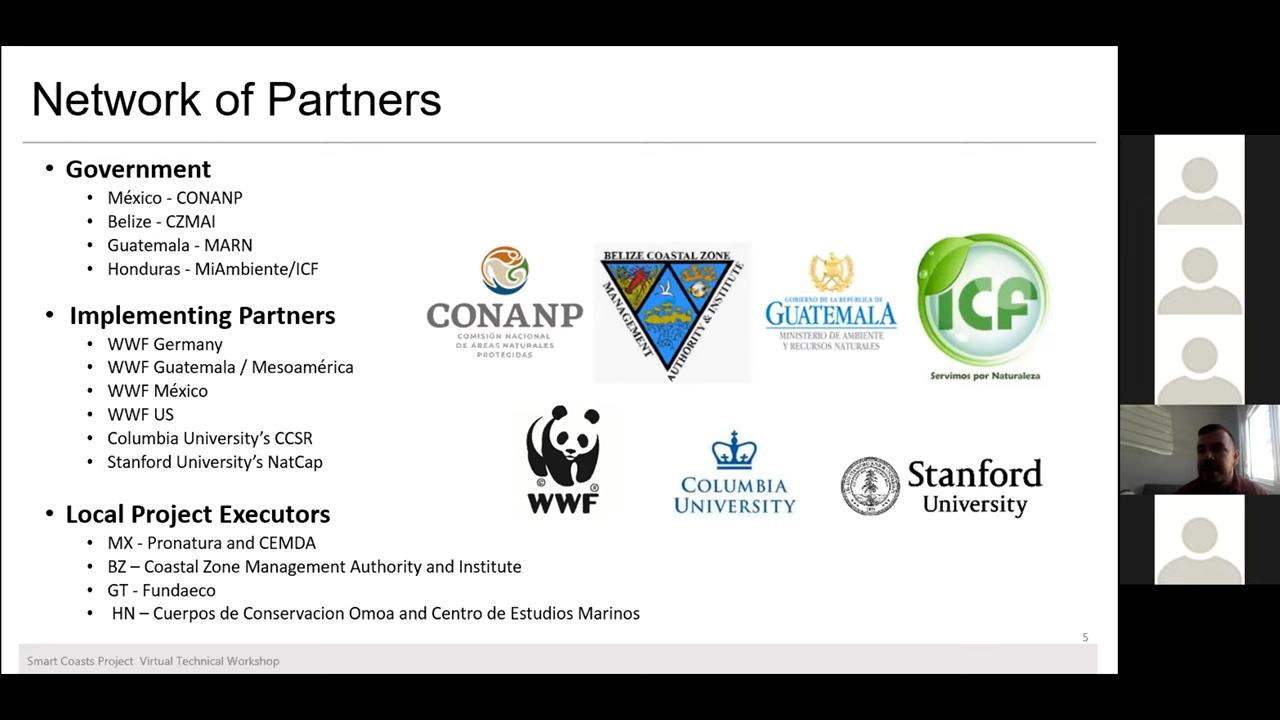 Network of Partners
• Government
• México - CONANP
• Belize - CZMAI
• Guatemala - MARN
• Honduras - MiAmbiente/ICF
• Implementing Partners
• WWF Germany
• WWF Guatemala / Mesoamérica
• WWF México
• WWF US
• Columbia University's CCSR
• Stanford University's NatCap
• Local Project Executors
• MX - Pronatura and CEMDA
• BZ – Coastal Zone Management Authority and Institute
• GT - Fundaeco
• HN – Cuerpos de Conservacion Omoa and Centro de Estudios Marinos
CONANP
COMISIÓN NACIONAL
DE ÁREAS NATURALES
PROTEGIDAS
BELIZE COASTAL ZONE
MANAGEMENT
AUTHORITY & INSTITUTE
GOBIERNO DE LA REPÚBLICA DE
GUATEMALA
MINISTERIO DE AMBIENTE
Y RECURSOS NATURALES
ICF
Servimos por Naturaleza
©
®
WWF
COLUMBIA
UNIVERSITY
Stanford
University
5
Smart Coasts Project Virtual Technical Workshop